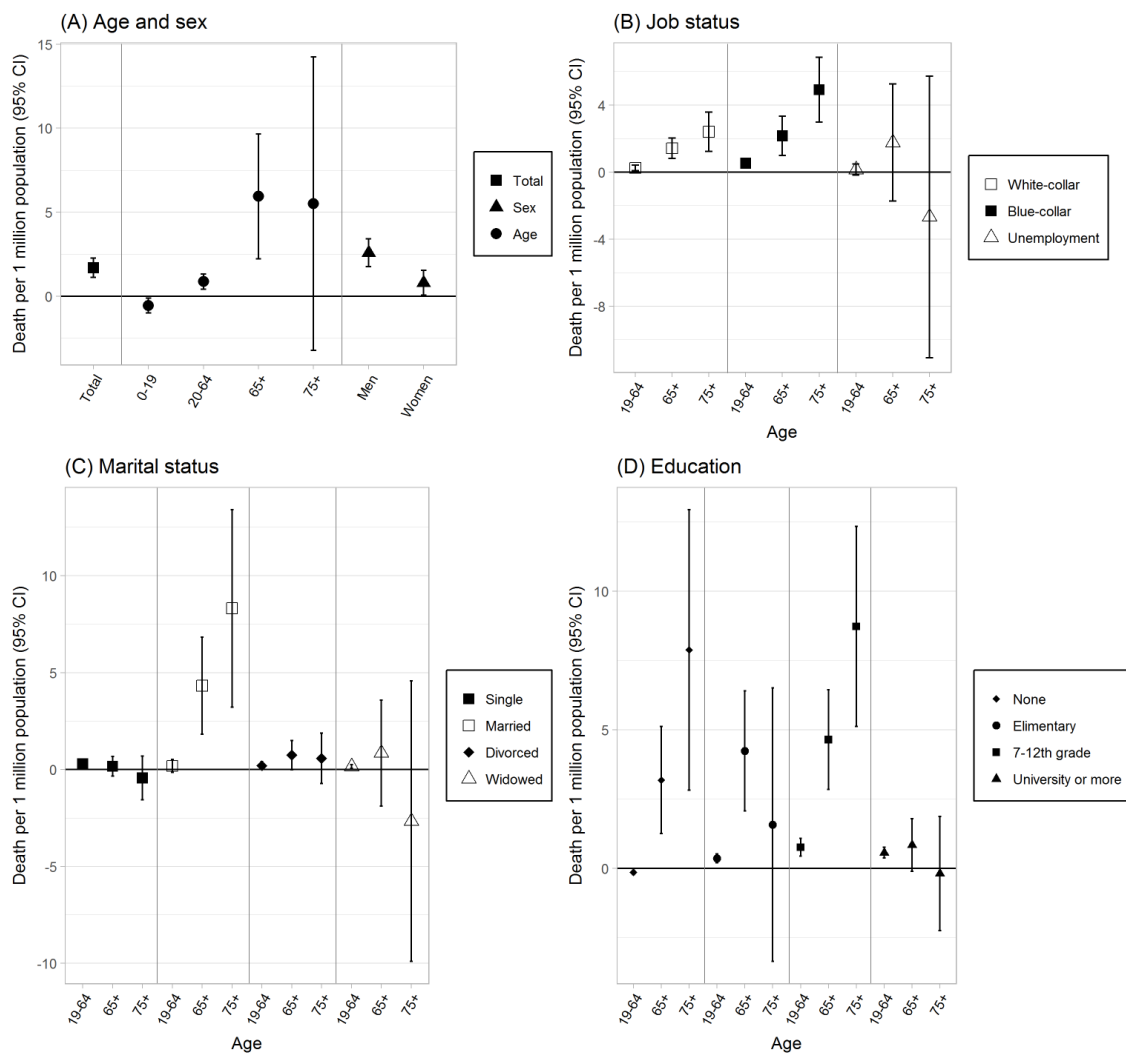 (A) Age and sex
Death per 1 million population (95% CI)
15
10
5
0
Total
0-19
20-64
65+
75+
Men
Women
Total
Sex
Age
(B) Job status
Death per 1 million population (95% CI)
4
0
-4
-8
19-64
65+
75+
19-64
65+
75+
19-64
65+
75+
Age
White-collar
Blue-collar
Unemployment
(C) Marital status
Death per 1 million population (95% CI)
10
5
0
-5
-10
19-64
65+
75+
19-64
65+
75+
19-64
65+
75+
19-64
65+
75+
Age
Single
Married
Divorced
Widowed
(D) Education
Death per 1 million population (95% CI)
10
5
0
19-64
65+
75+
19-64
65+
75+
19-64
65+
75+
19-64
65+
75+
Age
None
Elimentary
7-12th grade
University or more